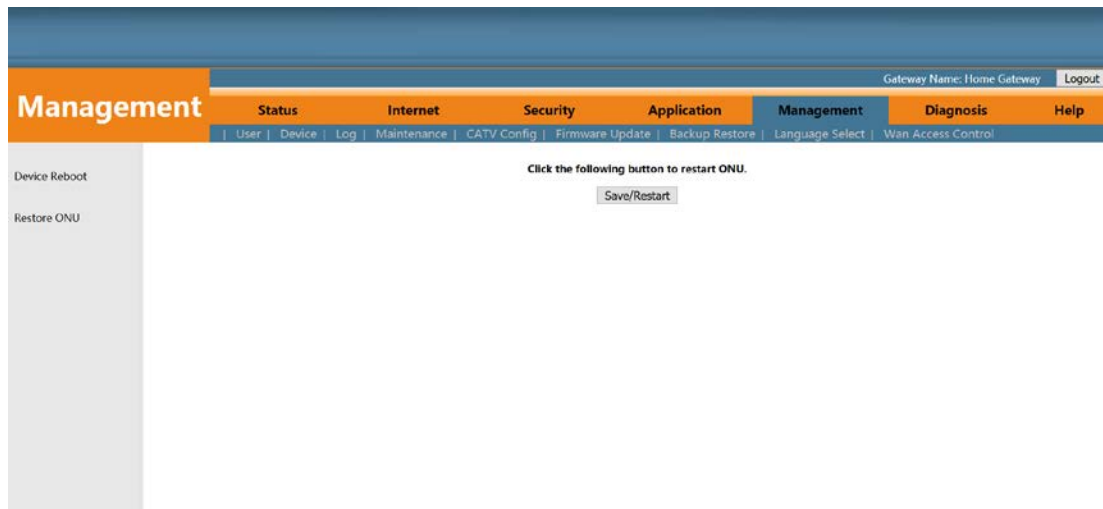 Gateway Name: Home Gateway Logout
Management
Status Internet Security Application Management Diagnosis Help
| User | Device | Log | Maintenance | CATV Config | Firmware Update | Backup Restore | Language Select | Wan Access Control
Device Reboot
Restore ONU
Click the following button to restart ONU.
Save/Restart